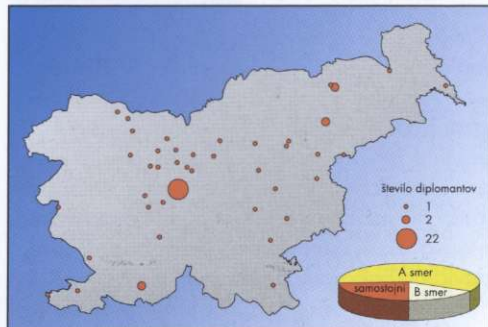 število diplomantov
1
2
22
A smer
samostojni
B smer